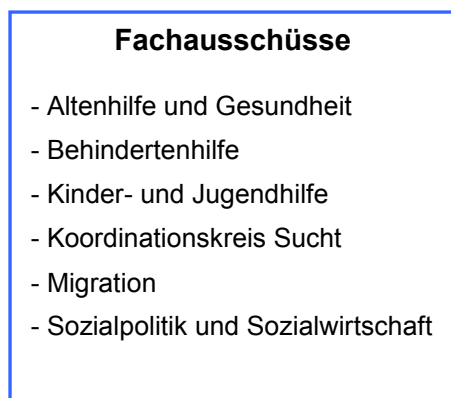 Fachausschüsse
- Altenhilfe und Gesundheit
- Behindertenhilfe
- Kinder- und Jugendhilfe
- Koordinationskreis Sucht
- Migration
- Sozialpolitik und Sozialwirtschaft